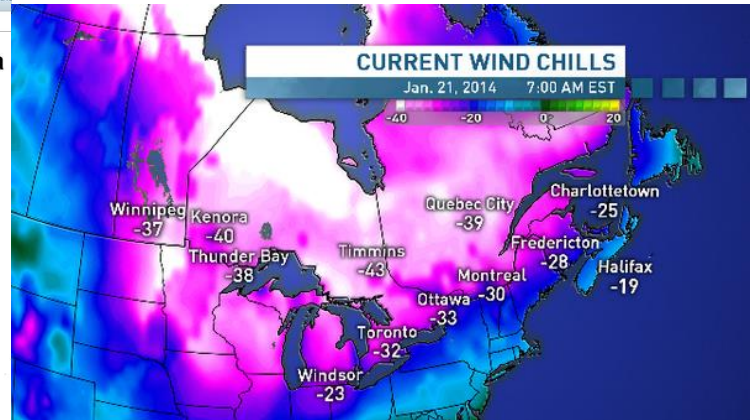 CURRENT WIND CHILLS
Jan. 21, 2014 7:00 AM EST
-40 -20 0 20
Winnipeg
-37
Kenora
-40
Thunder Bay
-38
Timmins
-43
Quebec City
-39
Charlottetown
-25
Fredericton
-28
Halifax
-19
Montreal
-30
Ottawa
-33
Toronto
-32
Windsor
-23